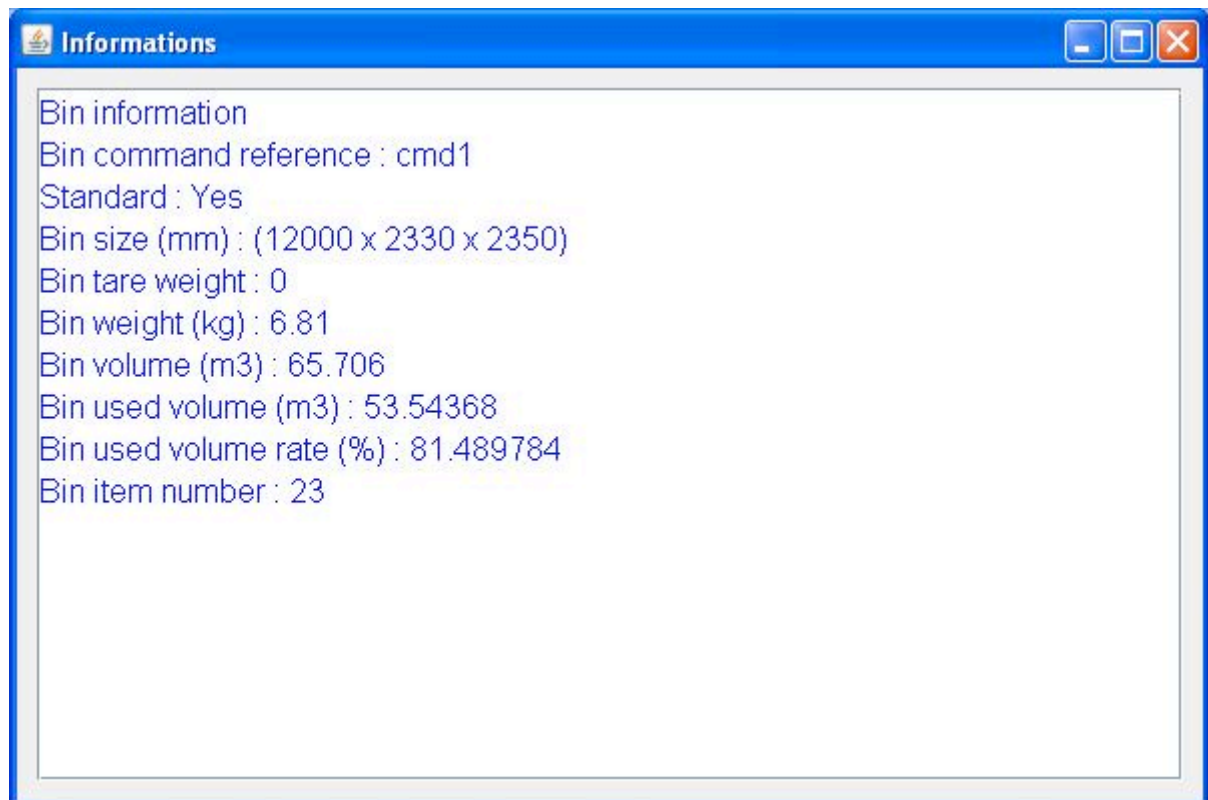 Informations
Bin information
Bin command reference : cmd1
Standard : Yes
Bin size (mm) : (12000 x 2330 x 2350)
Bin tare weight : 0
Bin weight (kg) : 6.81
Bin volume (m3) : 65.706
Bin used volume (m3) : 53.54368
Bin used volume rate (%) : 81.489784
Bin item number : 23